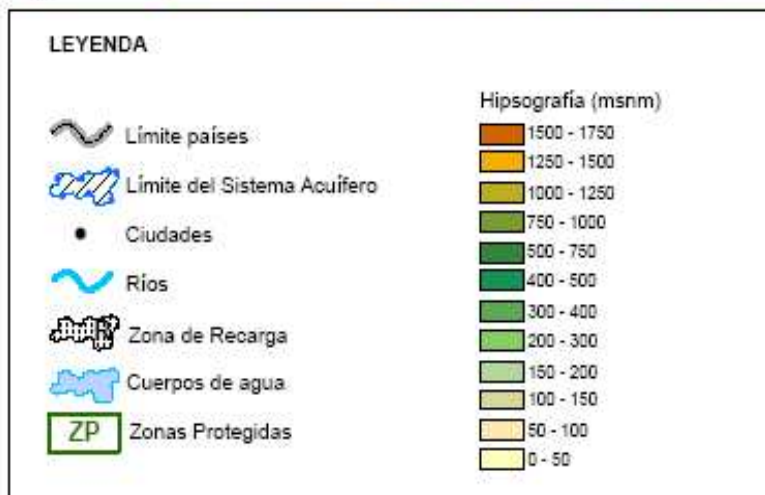 LEYENDA
Límite países
Límite del Sistema Acuífero
Ciudades
Ríos
Zona de Recarga
Cuerpos de agua
ZP Zonas Protegidas
Hipsografía (msnm)
1500 - 1750
1250 - 1500
1000 - 1250
750 - 1000
500 - 750
400 - 500
300 - 400
200 - 300
150 - 200
100 - 150
50 - 100
0 - 50